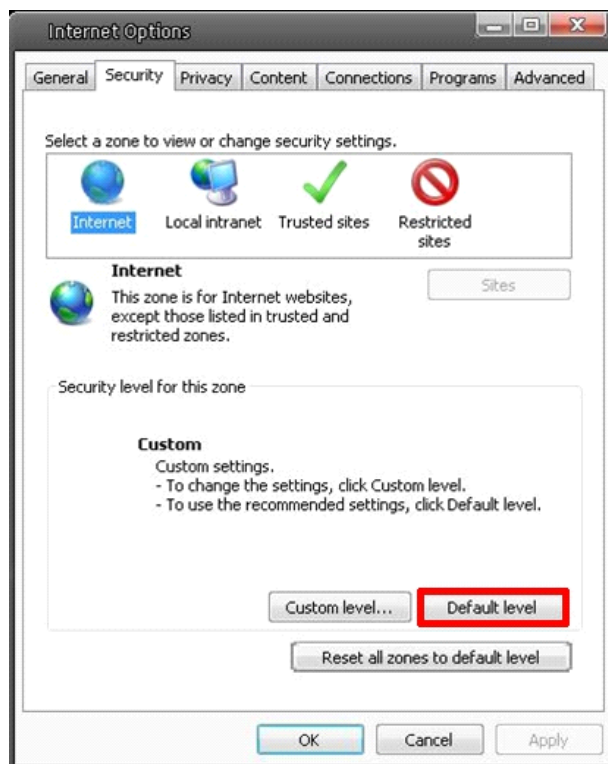 Internet Options
General Security Privacy Content Connections Programs Advanced
Select a zone to view or change security settings.
Internet Local intranet Trusted sites Restricted
sites
Internet
Sites
This zone is for Internet websites,
except those listed in trusted and
restricted zones.
Security level for this zone
Custom
Custom settings.
- To change the settings, click Custom level.
- To use the recommended settings, click Default level.
Custom level... Default level
Reset all zones to default level
OK Cancel Apply